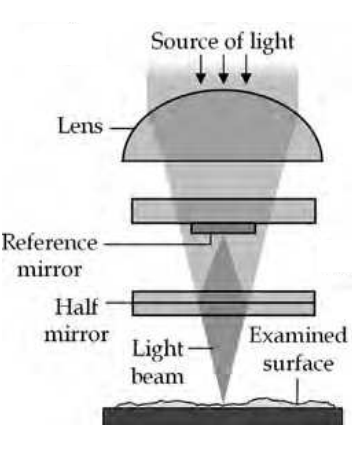 Source of light
Lens
Reference
mirror
Half
mirror
Light
beam
Examined
surface